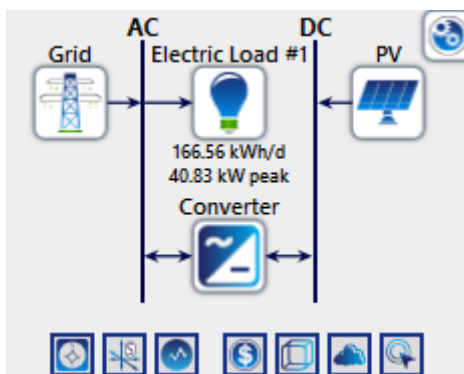 AC DC
Grid Electric Load #1 PV
166.56 kWh/d
40.83 kW peak
Converter